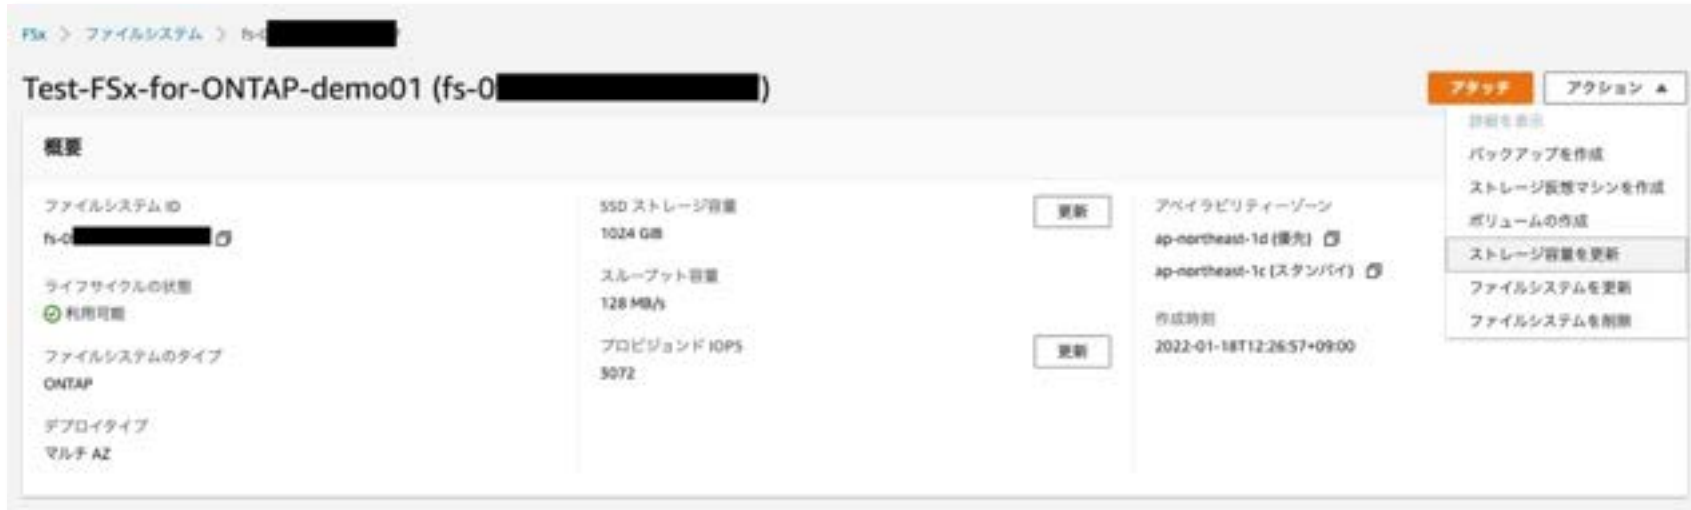 FSx > ファイルシステム > fs-0
Test-FSx-for-ONTAP-demo01 (fs-0 )
アタッチ
アクション
詳細を表示
バックアップを作成
ストレージ仮想マシンを作成
ボリュームの作成
ストレージ容量を更新
ファイルシステムを更新
ファイルシステムを削除
概要
ファイルシステム ID
fs-0
ライフサイクルの状態
利用可能
ファイルシステムのタイプ
ONTAP
デプロイタイプ
マルチ AZ
SSD ストレージ容量
更新
1024 GiB
スループット容量
128 MB/s
プロビジョンド IOPS
更新
3072
アベイラビリティーゾーン
ap-northeast-1d (優先)
ap-northeast-1c (スタンバイ)
作成時刻
2022-01-18T12:26:57+09:00